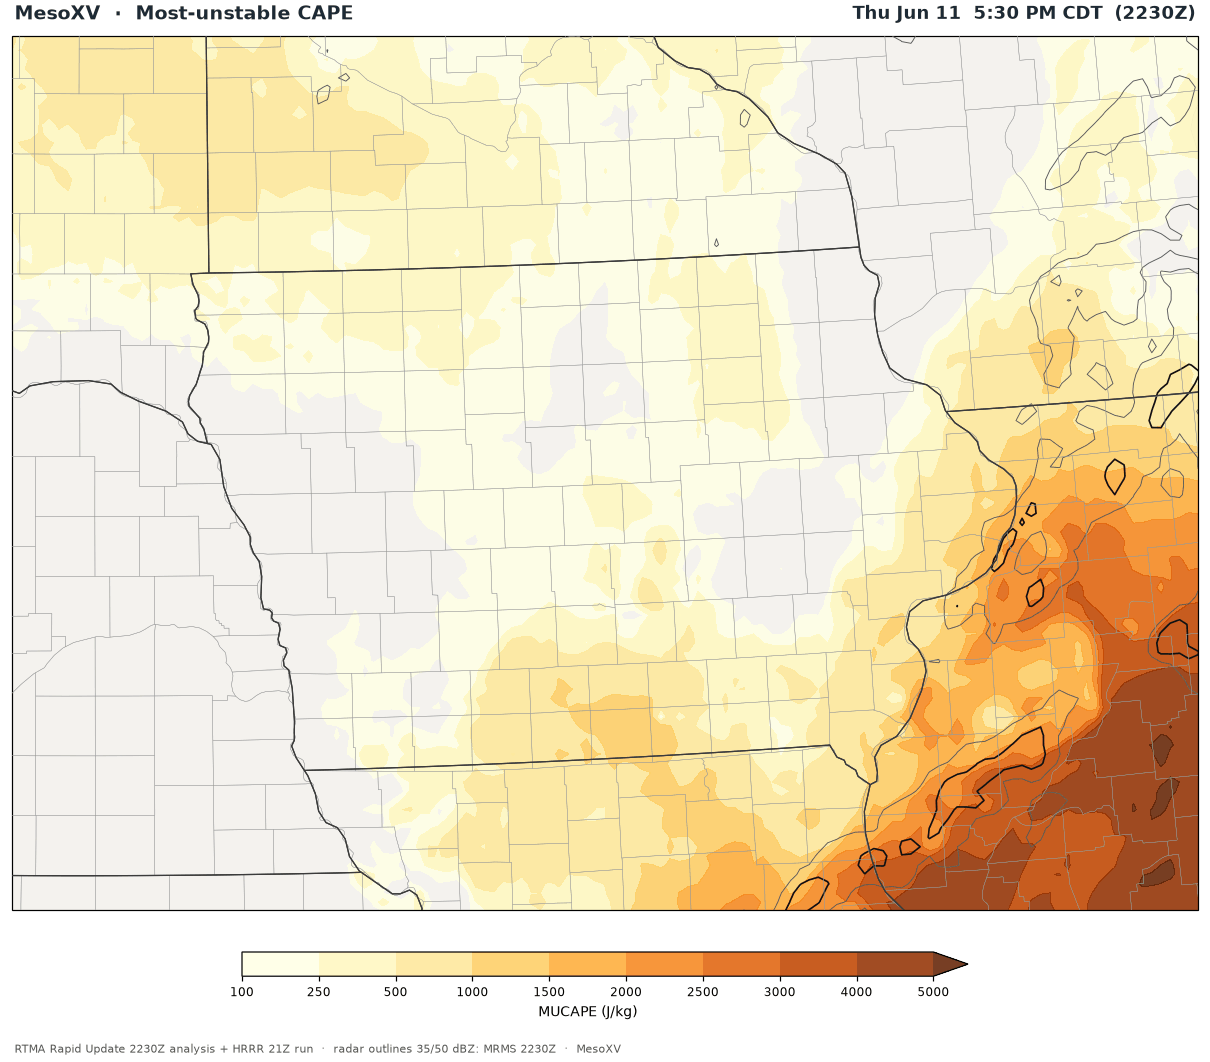 MesoXV · Most-unstable CAPE
Thu Jun 11 5:30 PM CDT (2230Z)
100 250 500 1000 1500 2000 2500 3000 4000 5000
MUCAPE (J/kg)
RTMA Rapid Update 2230Z analysis + HRRR 21Z run · radar outlines 35/50 dBZ: MRMS 2230Z · MesoXV